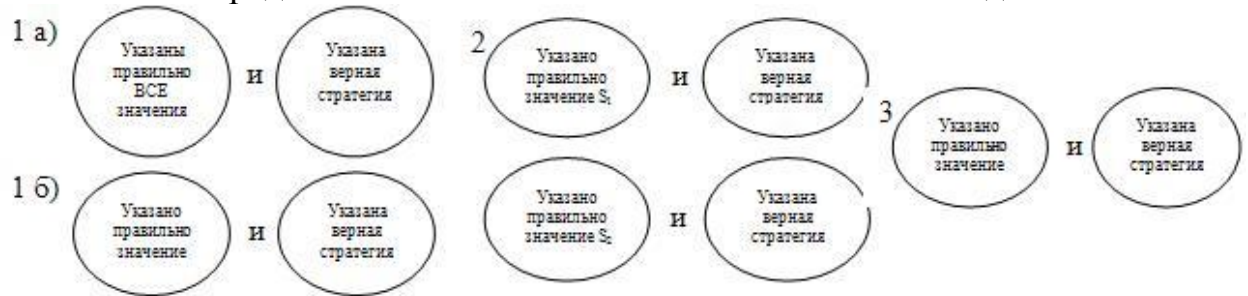 1 а)
Указаны
правильно
ВСЕ
значения
и
Указана
верная
стратегия
2
Указано
правильно
значение S₁
и
Указана
верная
стратегия
3
Указано
правильно
значение
и
Указана
верная
стратегия
1 б)
Указано
правильно
значение
и
Указана
верная
стратегия
Указано
правильно
значение S₂
и
Указана
верная
стратегия